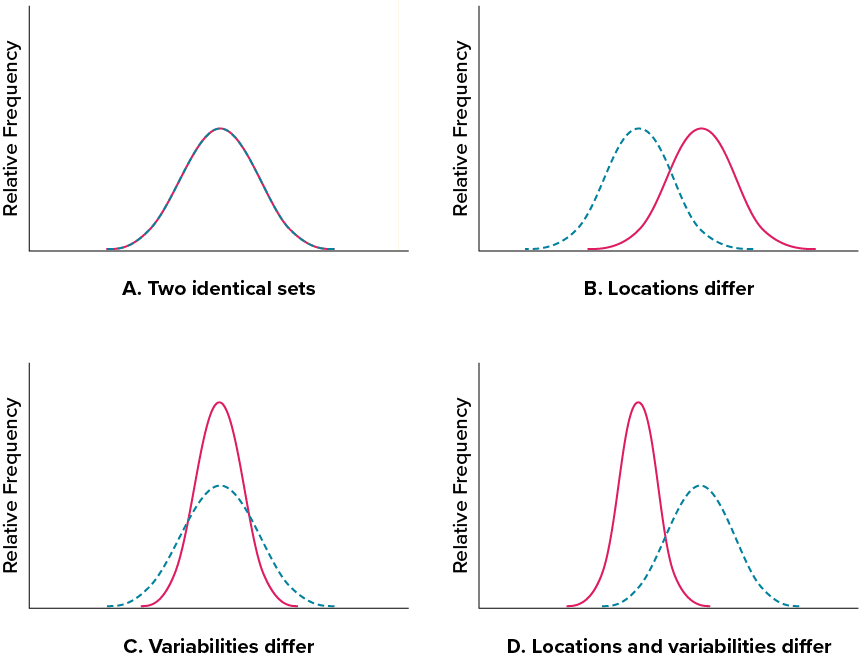 Relative Frequency
A. Two identical sets
Relative Frequency
B. Locations differ
Relative Frequency
C. Variabilities differ
Relative Frequency
D. Locations and variabilities differ